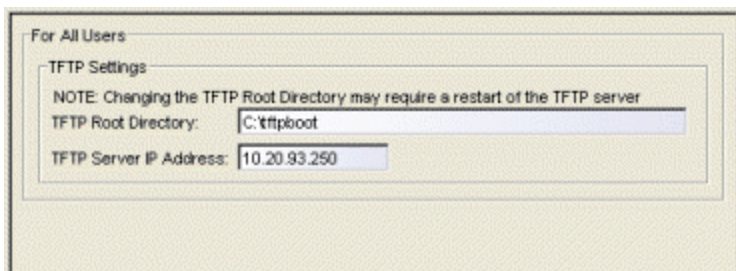 For All Users
TFTP Settings
NOTE: Changing the TFTP Root Directory may require a restart of the TFTP server
TFTP Root Directory: C:\tftpboot
TFTP Server IP Address: 10.20.93.250